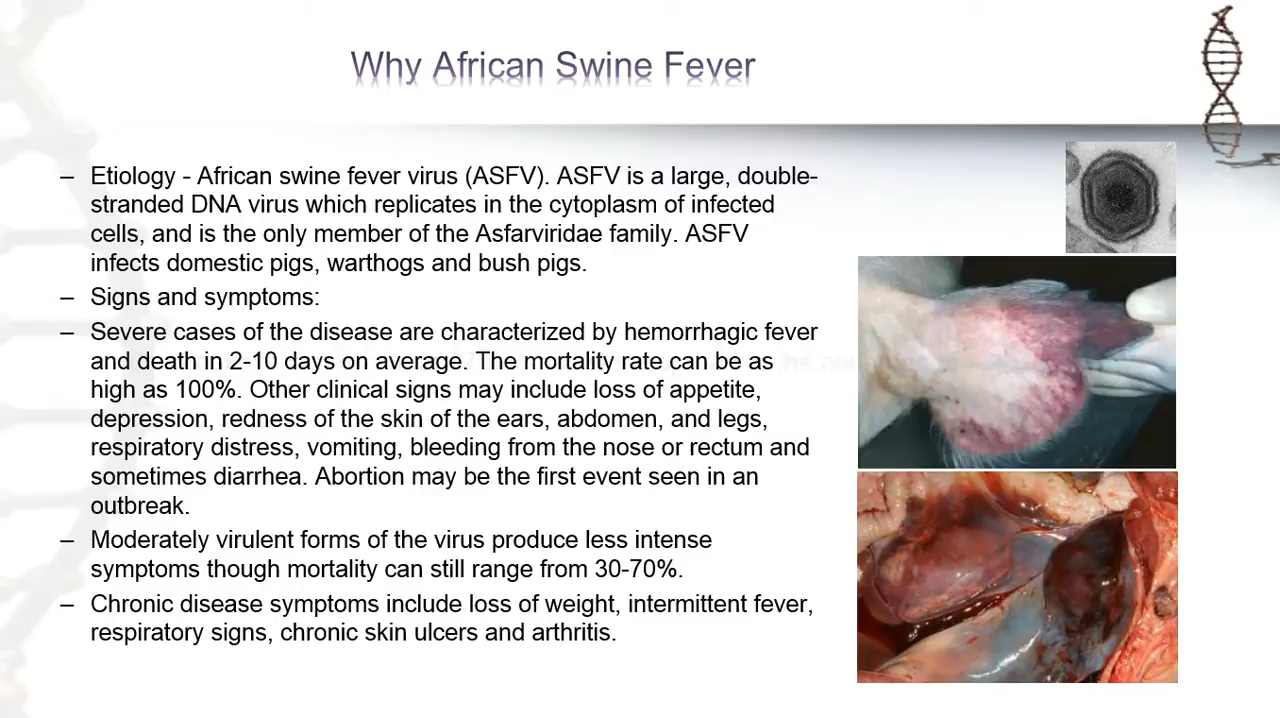 Why African Swine Fever
– Etiology - African swine fever virus (ASFV). ASFV is a large, double-
stranded DNA virus which replicates in the cytoplasm of infected
cells, and is the only member of the Asfarviridae family. ASFV
infects domestic pigs, warthogs and bush pigs.
– Signs and symptoms:
– Severe cases of the disease are characterized by hemorrhagic fever
and death in 2-10 days on average. The mortality rate can be as
high as 100%. Other clinical signs may include loss of appetite,
depression, redness of the skin of the ears, abdomen, and legs,
respiratory distress, vomiting, bleeding from the nose or rectum and
sometimes diarrhea. Abortion may be the first event seen in an
outbreak.
– Moderately virulent forms of the virus produce less intense
symptoms though mortality can still range from 30-70%.
– Chronic disease symptoms include loss of weight, intermittent fever,
respiratory signs, chronic skin ulcers and arthritis.